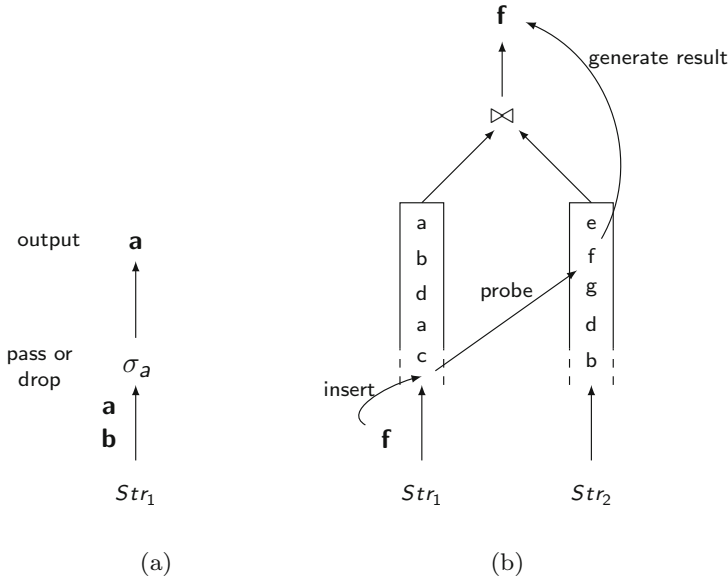 output
a
pass or
drop
σa
a
b
Str1
(a)
f
generate result
⋈
a
b
d
a
c
e
f
g
d
b
probe
insert
f
Str1
Str2
(b)